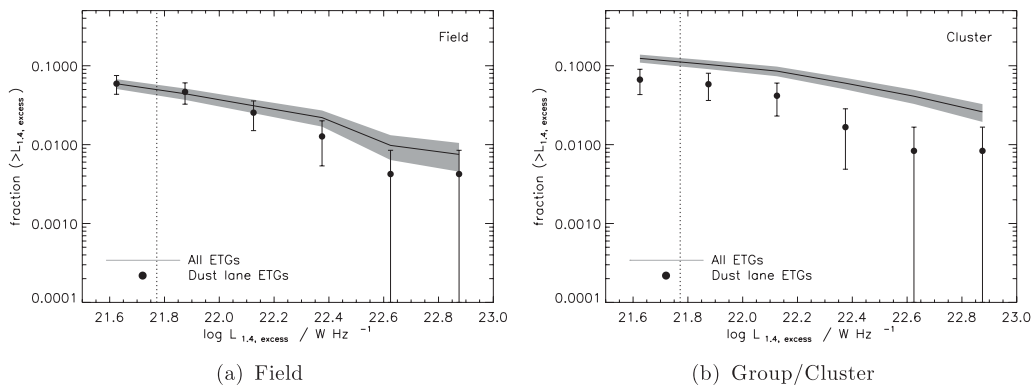 Field
0.1000
0.0100
0.0010
0.0001
fraction (>L1.4, excess)
All ETGs
Dust lane ETGs
21.6 21.8 22.0 22.2 22.4 22.6 22.8 23.0
log L 1.4, excess / W Hz -1
(a) Field
Cluster
0.1000
0.0100
0.0010
0.0001
fraction (>L1.4, excess)
All ETGs
Dust lane ETGs
21.6 21.8 22.0 22.2 22.4 22.6 22.8 23.0
log L 1.4, excess / W Hz -1
(b) Group/Cluster